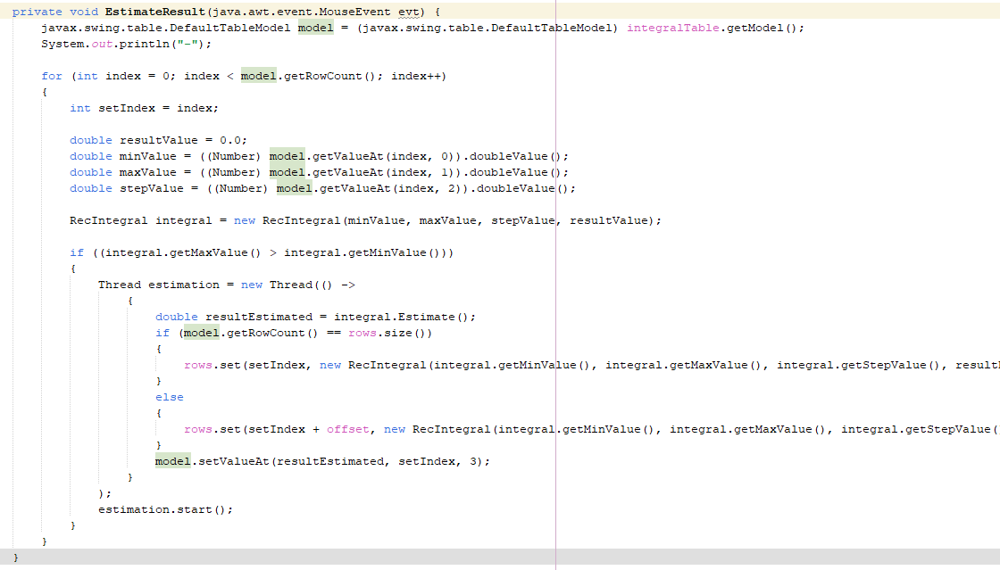 private void EstimateResult(java.awt.event.MouseEvent evt) {
    javax.swing.table.DefaultTableModel model = (javax.swing.table.DefaultTableModel) integralTable.getModel();
    System.out.println("-");

    for (int index = 0; index < model.getRowCount(); index++)
    {
        int setIndex = index;

        double resultValue = 0.0;
        double minValue = ((Number) model.getValueAt(index, 0)).doubleValue();
        double maxValue = ((Number) model.getValueAt(index, 1)).doubleValue();
        double stepValue = ((Number) model.getValueAt(index, 2)).doubleValue();

        RecIntegral integral = new RecIntegral(minValue, maxValue, stepValue, resultValue);

        if ((integral.getMaxValue() > integral.getMinValue()))
        {
            Thread estimation = new Thread(() ->
                {
                    double resultEstimated = integral.Estimate();
                    if (model.getRowCount() == rows.size())
                    {
                        rows.set(setIndex, new RecIntegral(integral.getMinValue(), integral.getMaxValue(), integral.getStepValue(),
                    }
                    else
                    {
                        rows.set(setIndex + offset, new RecIntegral(integral.getMinValue(), integral.getMaxValue(), integral.getStepValue(
                    }
                    model.setValueAt(resultEstimated, setIndex, 3);
                }
            );
            estimation.start();
        }
    }
}